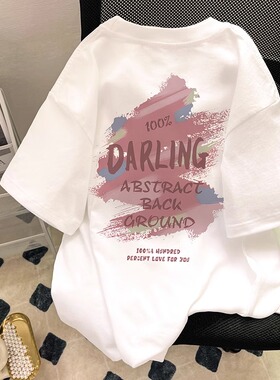 100%
DARLING
ABSTRACT
BACK
GROUND
100%% HUNDRED
PERCENT LOVE FOR YOU